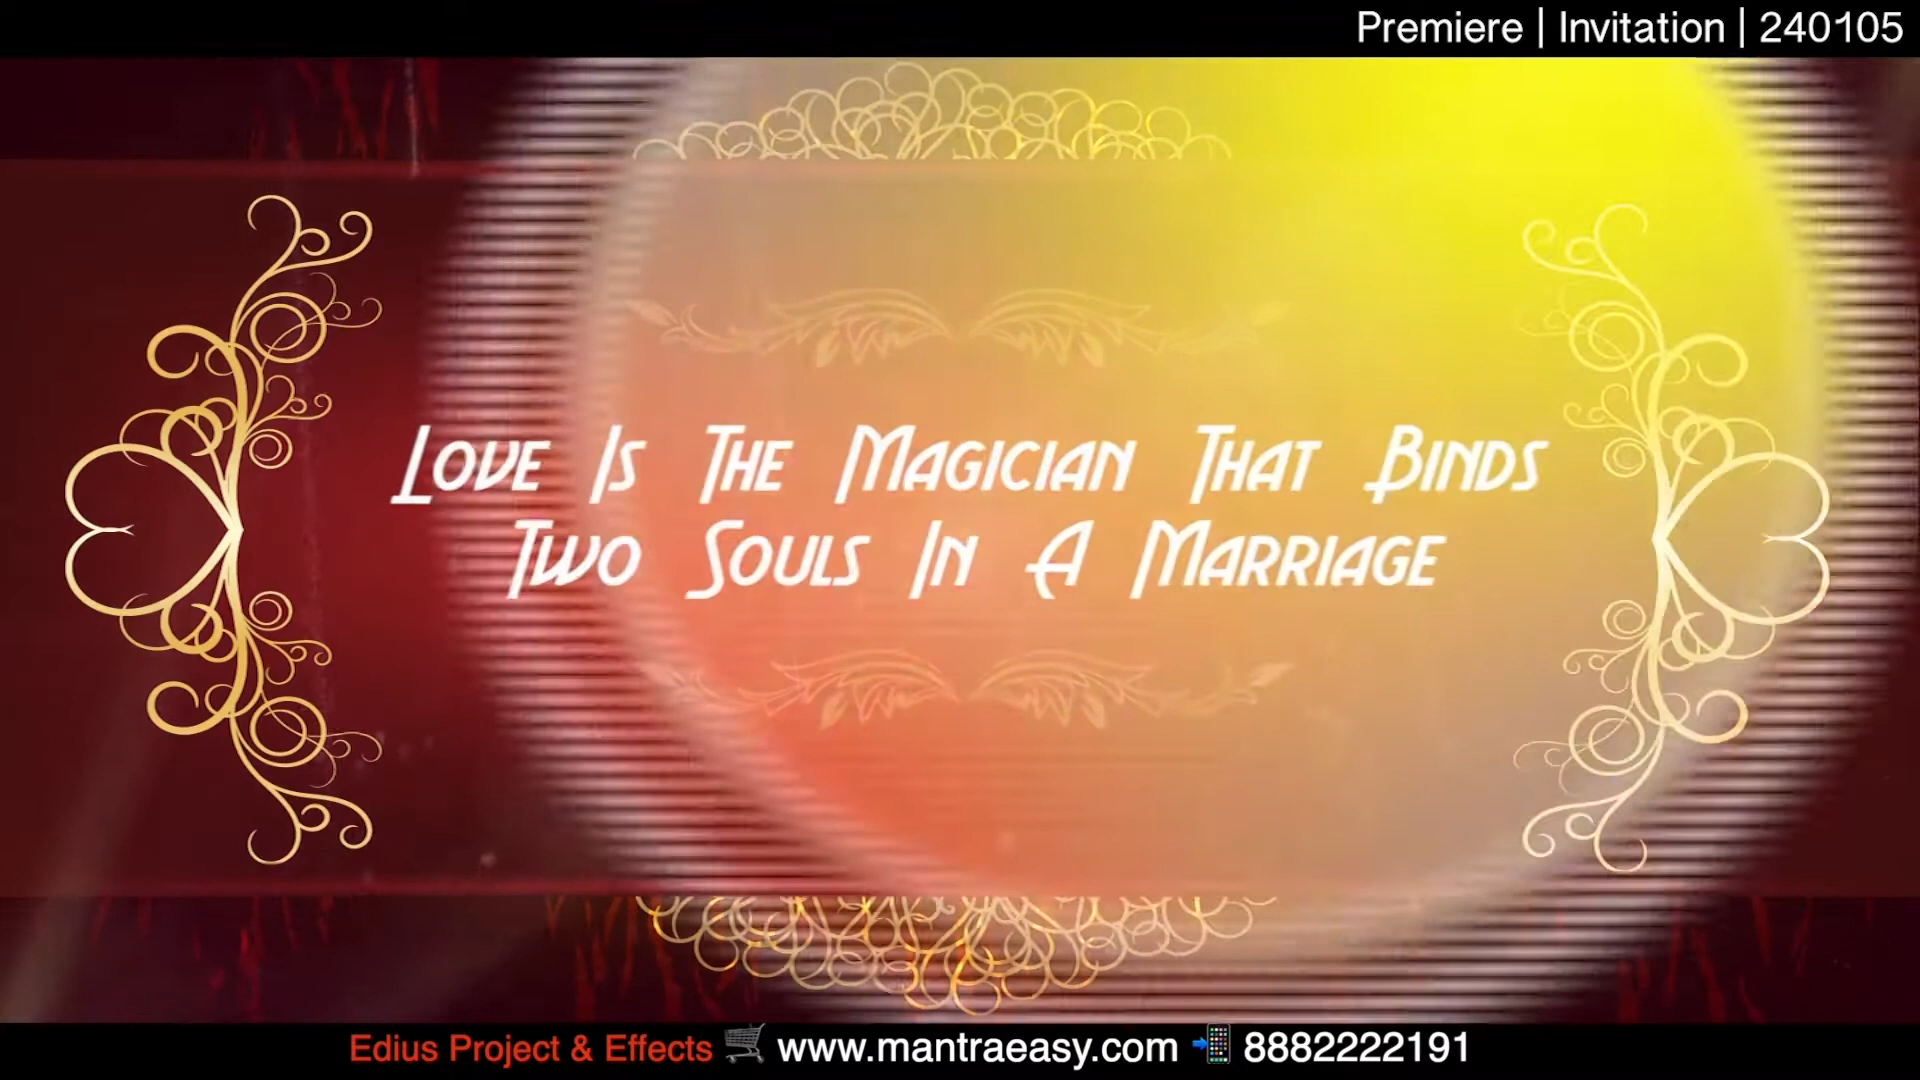 Premiere | Invitation | 240105
Love Is The Magician That Binds
Two Souls In A Marriage
Edius Project & Effects 🛒 www.mantraeasy.com 📲 8882222191